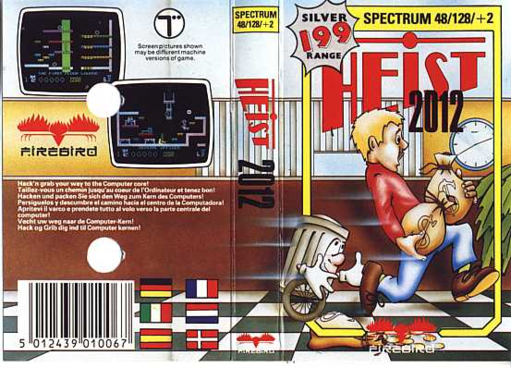 Screen pictures shown
may be different machine
versions of game.
FIREBIRD
Hack'n grab your way to the Computer core!
Taillez-vous un chemin jusqu'au coeur de l'Ordinateur et tenez bon!
Hacken und packen Sie sich den Weg zum Kern des Computers!
Persiguelos y descumbre el camino hacie el centro de la Computadora!
Apritevi il varco e prendete tutto al volo verso la parte centrale del
computer!
Vecht uw weg naar de Computer-Kern!
Hack og Grib dig ind til Computer kernen!
5 012439 010067
SPECTRUM
48/128/+2
HEIST
2012
FIREBIRD
SILVER
199
RANGE
SPECTRUM 48/128/+2
HEIST
2012
FIREBIRD